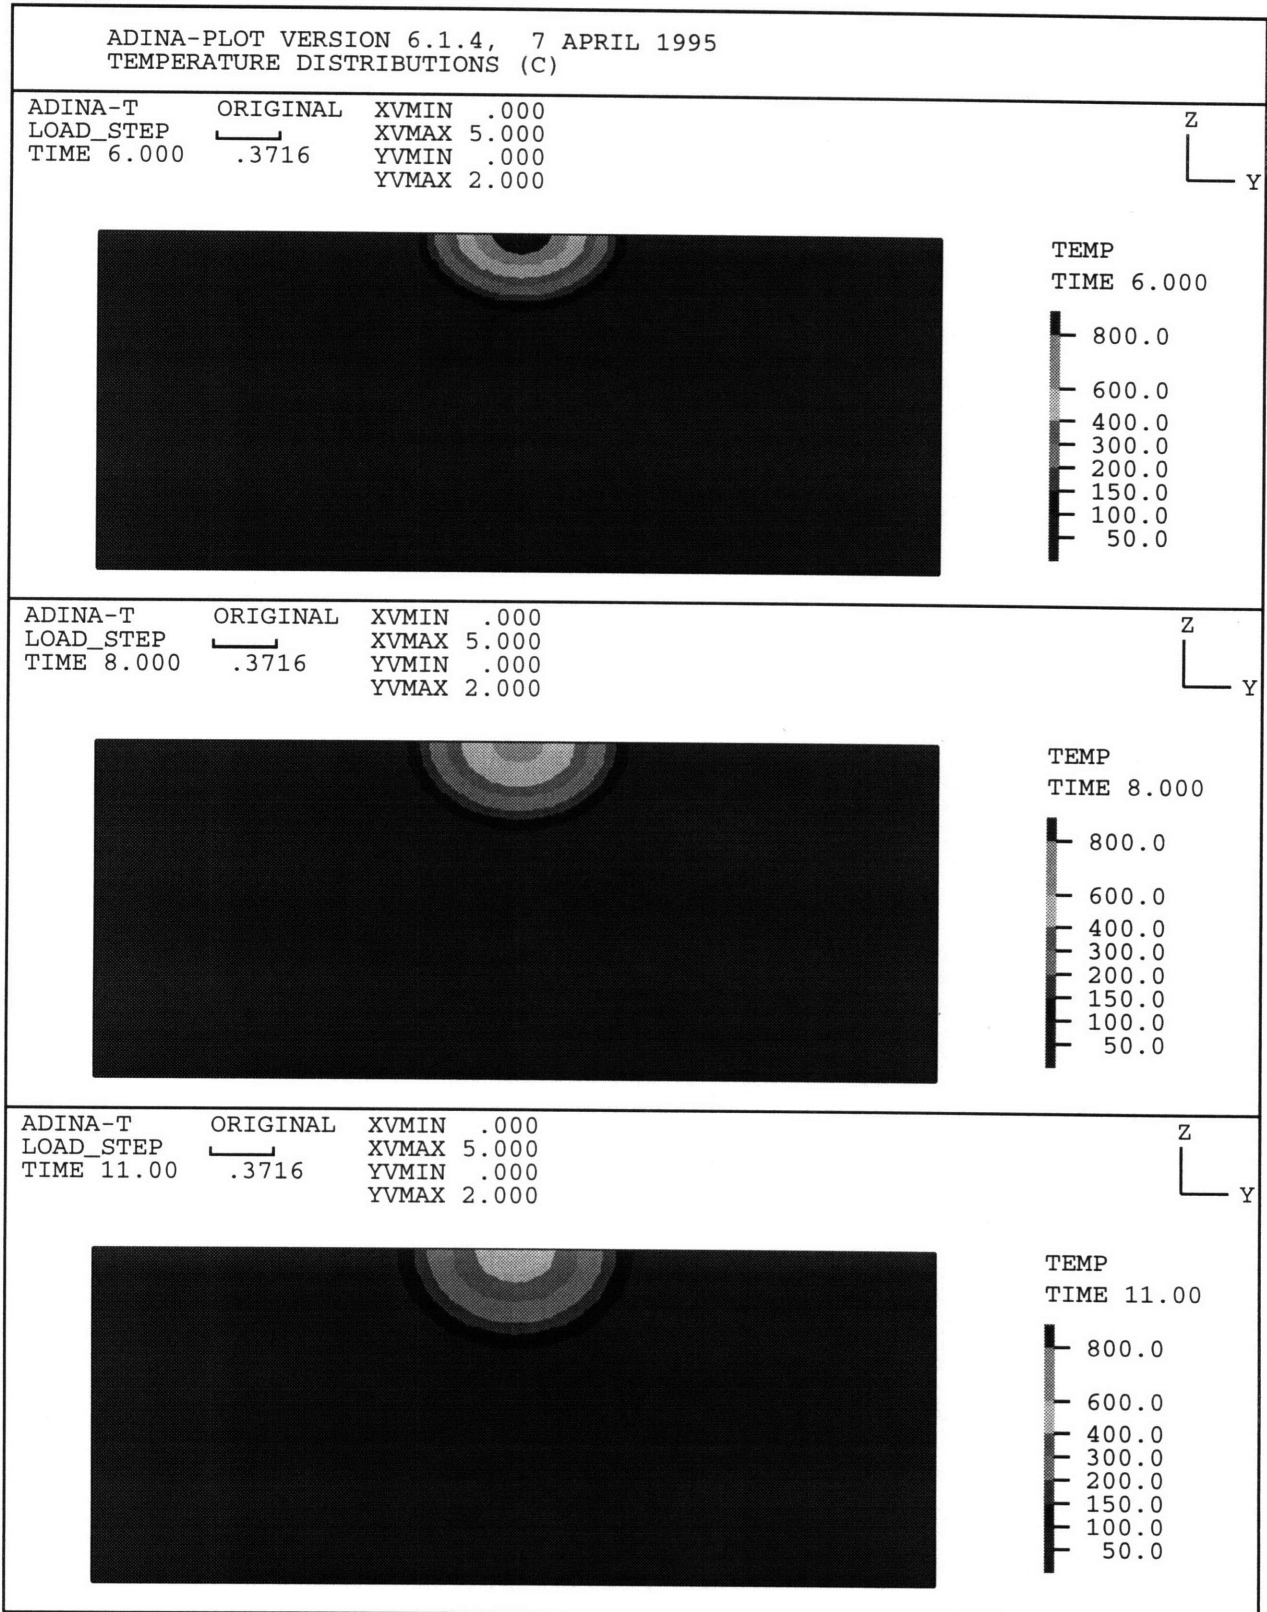 ADINA-PLOT VERSION 6.1.4, 7 APRIL 1995
TEMPERATURE DISTRIBUTIONS (C)
ADINA-T ORIGINAL XVMIN .000
LOAD_STEP XVMAX 5.000
TIME 6.000 .3716 YVMIN .000
YVMAX 2.000
Z
Y
TEMP
TIME 6.000
800.0
600.0
400.0
300.0
200.0
150.0
100.0
50.0
ADINA-T ORIGINAL XVMIN .000
LOAD_STEP XVMAX 5.000
TIME 8.000 .3716 YVMIN .000
YVMAX 2.000
Z
Y
TEMP
TIME 8.000
800.0
600.0
400.0
300.0
200.0
150.0
100.0
50.0
ADINA-T ORIGINAL XVMIN .000
LOAD_STEP XVMAX 5.000
TIME 11.00 .3716 YVMIN .000
YVMAX 2.000
Z
Y
TEMP
TIME 11.00
800.0
600.0
400.0
300.0
200.0
150.0
100.0
50.0